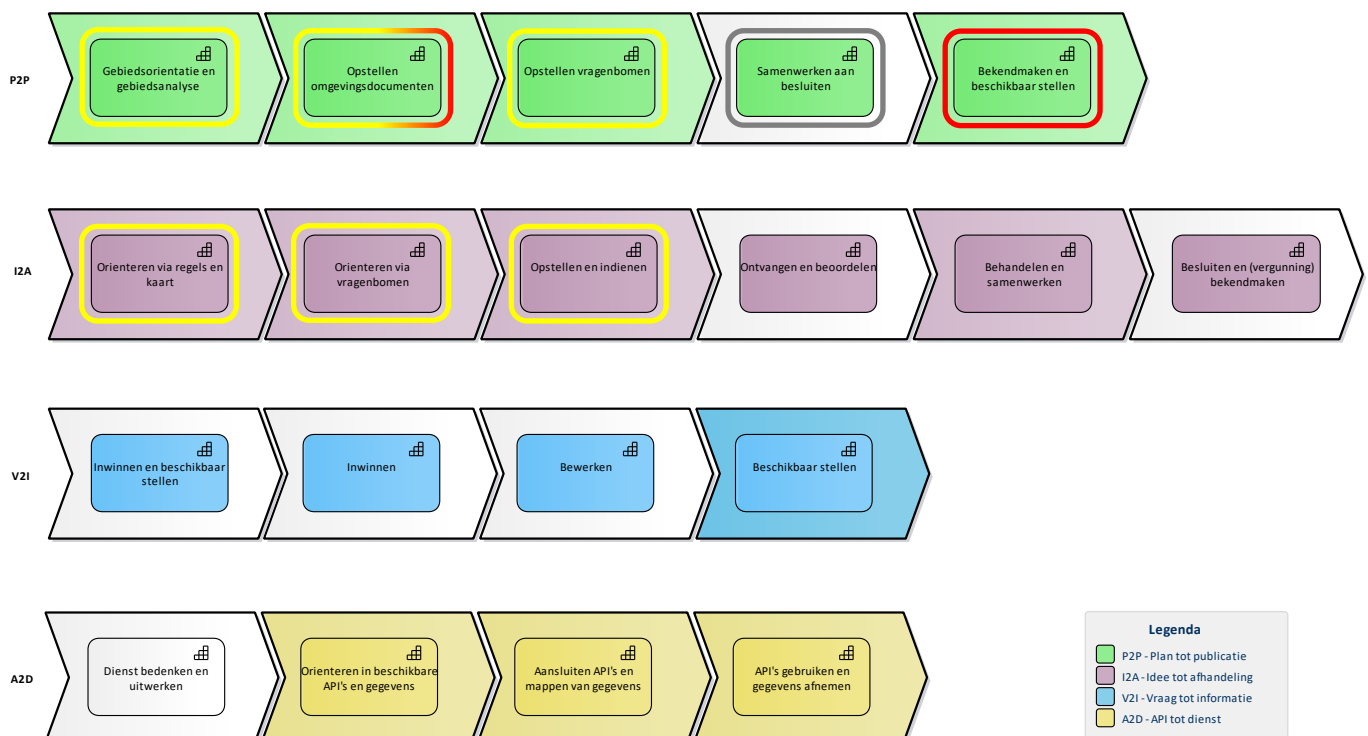 P2P
Gebiedsorientatie en
gebiedsanalyse
Opstellen
omgevingsdocumenten
Opstellen vragenbomen
Samenwerken aan
besluiten
Bekendmaken en
beschikbaar stellen
I2A
Orienteren via regels en
kaart
Orienteren via
vragenbomen
Opstellen en indienen
Ontvangen en beoordelen
Behandelen en
samenwerken
Besluiten en (vergunning)
bekendmaken
V2I
Inwinnen en beschikbaar
stellen
Inwinnen
Bewerken
Beschikbaar stellen
A2D
Dienst bedenken en
uitwerken
Orienteren in beschikbare
API's en gegevens
Aansluiten API's en
mappen van gegevens
API's gebruiken en
gegevens afnemen
Legenda
P2P - Plan tot publicatie
I2A - Idee tot afhandeling
V2I - Vraag tot informatie
A2D - API tot dienst